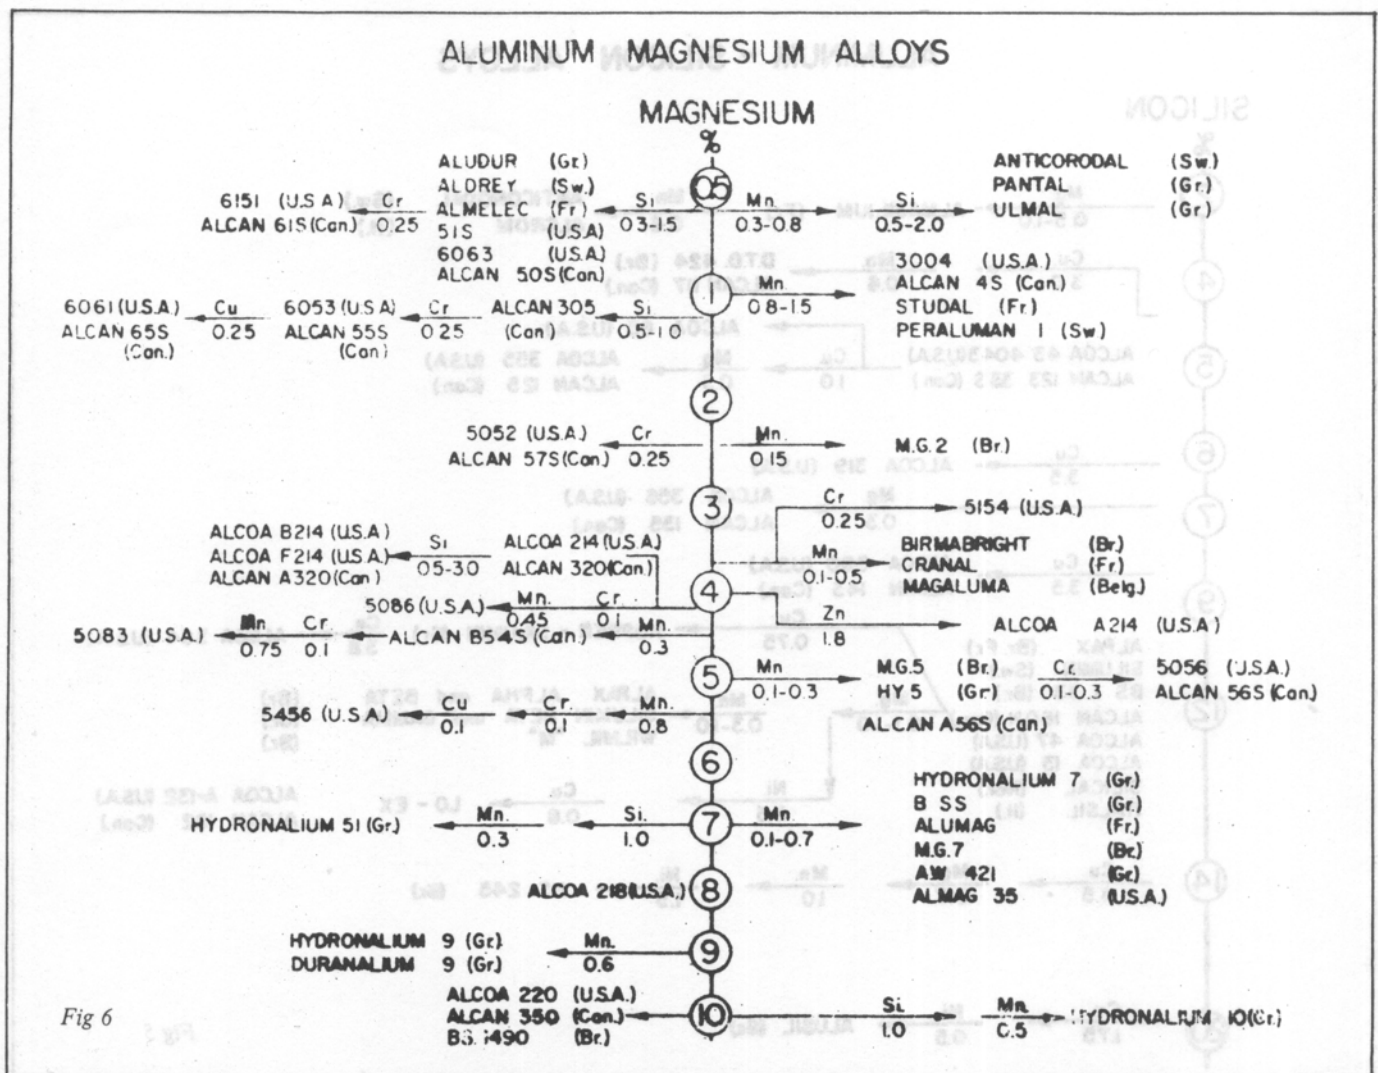 ALUMINUM MAGNESIUM ALLOYS
MAGNESIUM
%
0.5
ALUDUR (Gr.)
ALDREY (Sw.)
ALMELEC (Fr)
51S (U.S.A)
6063 (U.S.A)
ALCAN 50S (Can.)
Si
0.3-1.5
Cr
0.25
6151 (U.S.A)
ALCAN 61S (Can.)
Mn.
0.3-0.8
Si.
0.5-2.0
ANTICORODAL (Sw.)
PANTAL (Gr.)
ULMAL (Gr.)
1
Mn
0.8-1.5
3004 (U.S.A)
ALCAN 4S (Can.)
STUDAL (Fr)
PERALUMAN 1 (Sw)
Si
0.5-1.0
ALCAN 305
(Can)
Cr
0.25
6053 (U.S.A)
ALCAN 55S
(Can)
Cu
0.25
6061 (U.S.A)
ALCAN 65S
(Can.)
2
5052 (U.S.A.)
ALCAN 57S (Can.)
Cr
0.25
Mn.
0.15
M.G.2 (Br.)
3
Cr
0.25
5154 (U.S.A)
Mn
0.1-0.5
BIRMABRIGHT (Br.)
CRANAL (Fr)
MAGALUMA (Belg.)
ALCOA B214 (U.S.A)
ALCOA F214 (U.S.A)
ALCAN A320 (Can)
Si
0.5-3.0
ALCOA 214 (U.S.A)
ALCAN 320 (Can)
4
5086 (U.S.A)
Mn.
0.45
Cr.
0.1
Zn
1.8
ALCOA A214 (U.S.A)
5083 (U.S.A.)
Mn
0.75
Cr.
0.1
ALCAN B54S (Can.)
Mn.
0.3
5
Mn
0.1-0.3
M.G.5 (Br.)
HY 5 (Gr)
ALCAN A56S (Can)
Cr.
0.1-0.3
5056 (U.S.A)
ALCAN 56S (Can.)
5456 (U.S.A)
Cu
0.1
Cr.
0.1
Mn.
0.8
6
7
HYDRONALIUM 51 (Gr.)
Mn.
0.3
Si.
1.0
Mn
0.1-0.7
HYDRONALIUM 7 (Gr.)
B SS (Gr.)
ALUMAG (Fr.)
M.G.7 (Br.)
AW 421 (Gr.)
ALMAG 35 (U.S.A.)
8
ALCOA 218 (U.S.A.)
9
HYDRONALIUM 9 (Gr.)
DURANALIUM 9 (Gr.)
Mn.
0.6
10
ALCOA 220 (U.S.A.)
ALCAN 350 (Can.)
B.S. 1490 (Br.)
Si.
1.0
Mn.
0.5
HYDRONALIUM 10 (Gr.)
Fig 6